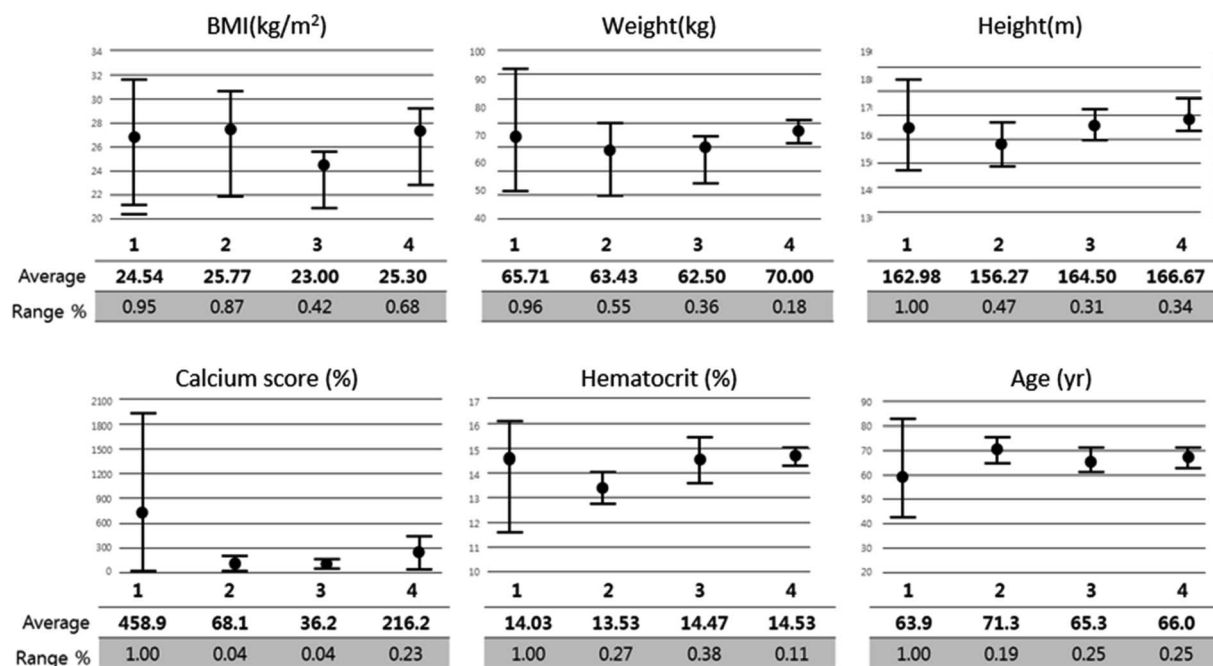 BMI(kg/m²) Weight(kg) Height(m)
34 100 190
32 90 180
30 80 170
28 70 160
26 60 150
24 50 140
22 40 130
20
1 2 3 4 1 2 3 4 1 2 3 4
Average 24.54 25.77 23.00 25.30 65.71 63.43 62.50 70.00 162.98 156.27 164.50 166.67
Range % 0.95 0.87 0.42 0.68 0.96 0.55 0.36 0.18 1.00 0.47 0.31 0.34
Calcium score (%) Hematocrit (%) Age (yr)
2100 17 90
1800 16 80
1500 15 70
1200 14 60
900 13 50
600 12 40
300 11 30
0 10 20
1 2 3 4 1 2 3 4 1 2 3 4
Average 458.9 68.1 36.2 216.2 14.03 13.53 14.47 14.53 63.9 71.3 65.3 66.0
Range % 1.00 0.04 0.04 0.23 1.00 0.27 0.38 0.11 1.00 0.19 0.25 0.25